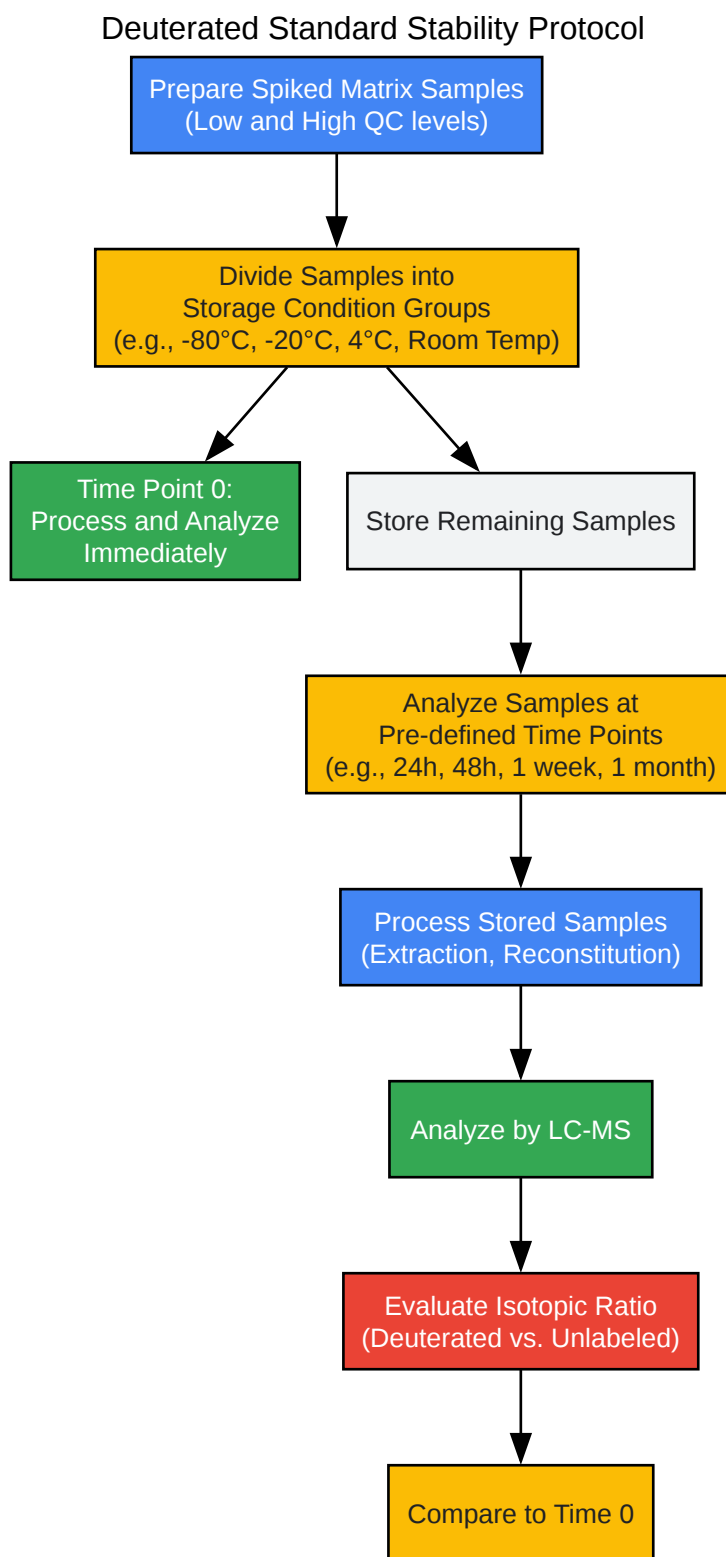 Deuterated Standard Stability Protocol
Prepare Spiked Matrix Samples
(Low and High QC levels)
Divide Samples into
Storage Condition Groups
(e.g., -80°C, -20°C, 4°C, Room Temp)
Time Point 0:
Process and Analyze
Immediately
Store Remaining Samples
Analyze Samples at
Pre-defined Time Points
(e.g., 24h, 48h, 1 week, 1 month)
Process Stored Samples
(Extraction, Reconstitution)
Analyze by LC-MS
Evaluate Isotopic Ratio
(Deuterated vs. Unlabeled)
Compare to Time 0